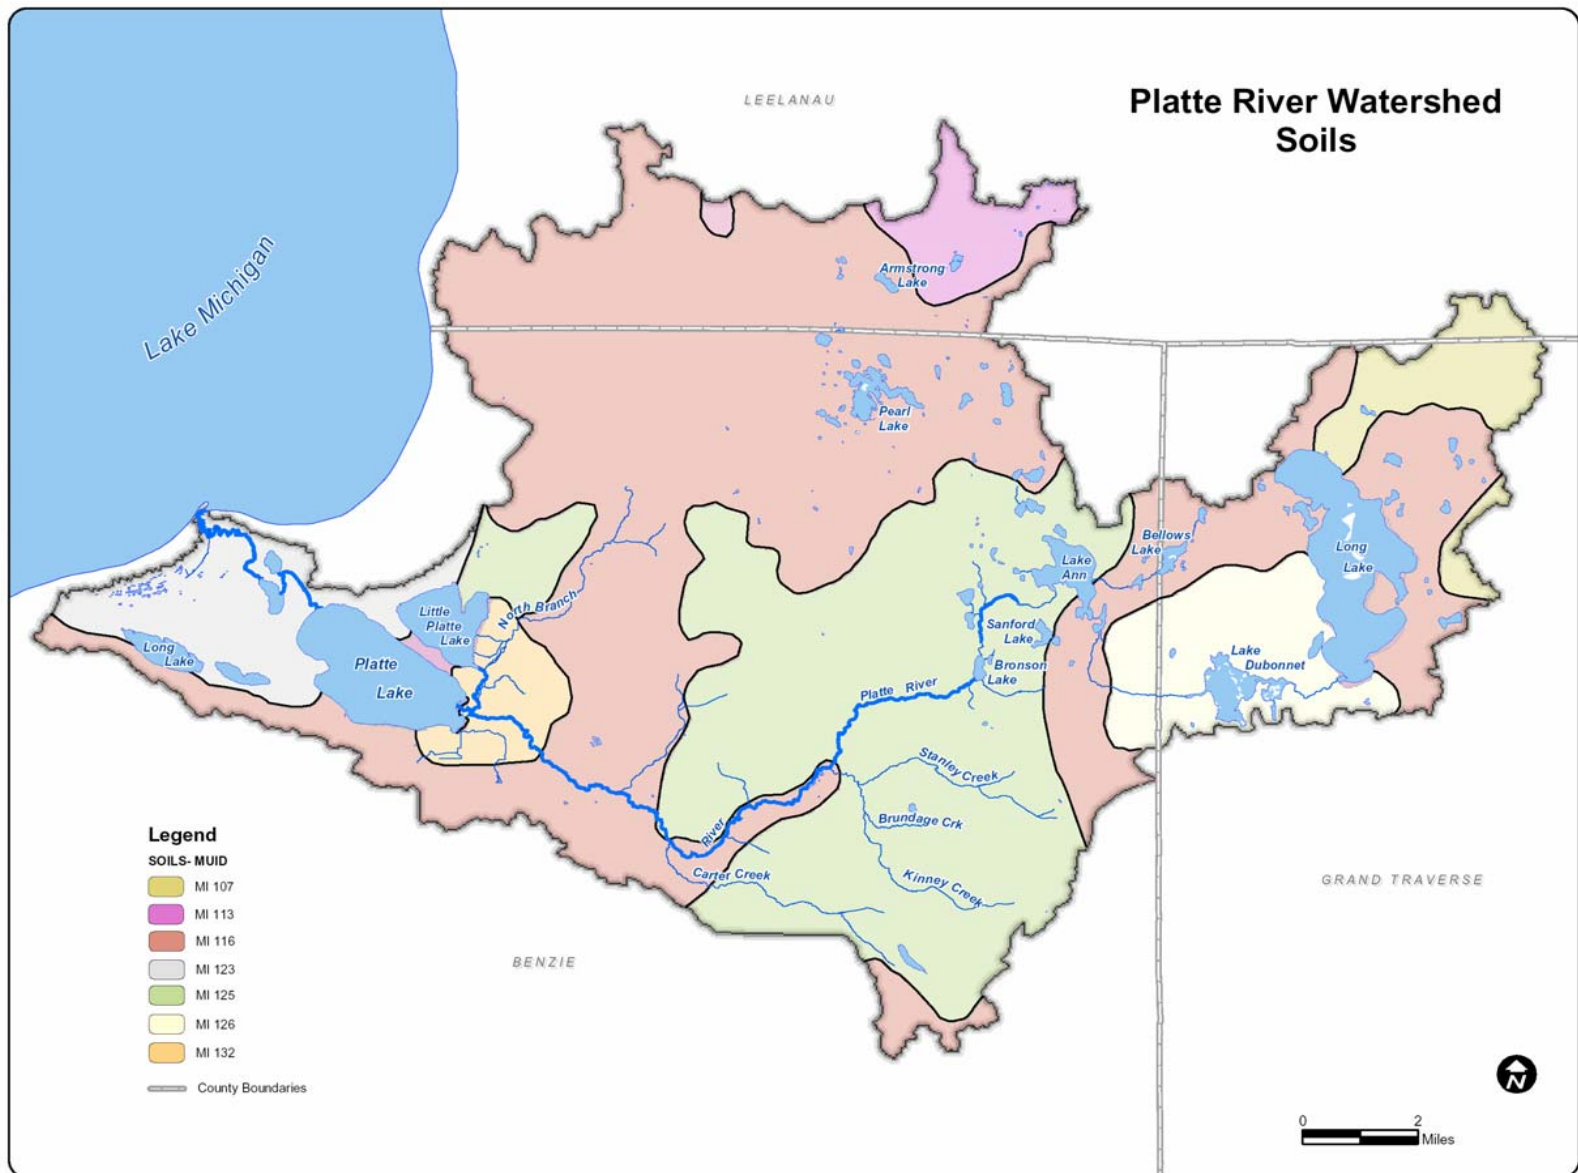 LEELANAU
Platte River Watershed
Soils
Lake Michigan
Armstrong
Lake
Pearl
Lake
Bellows
Lake
Long
Lake
Lake
Ann
Little
Platte
Lake
North Branch
Sanford
Lake
Long
Lake
Platte
Lake
Bronson
Lake
Lake
Dubonnet
Platte River
Stanley Creek
Brundage Crk
River
Carter Creek
Kinney Creek
GRAND TRAVERSE
BENZIE
Legend
SOILS- MUID
MI 107
MI 113
MI 116
MI 123
MI 125
MI 126
MI 132
County Boundaries
N
0 2
Miles